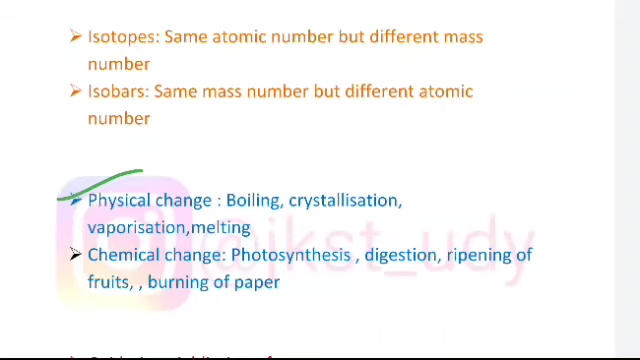 ➢ Isotopes: Same atomic number but different mass
number
➢ Isobars: Same mass number but different atomic
number
➢ Physical change : Boiling, crystallisation,
vaporisation,melting
➢ Chemical change: Photosynthesis , digestion, ripening of
fruits, , burning of paper
@jkst_udy